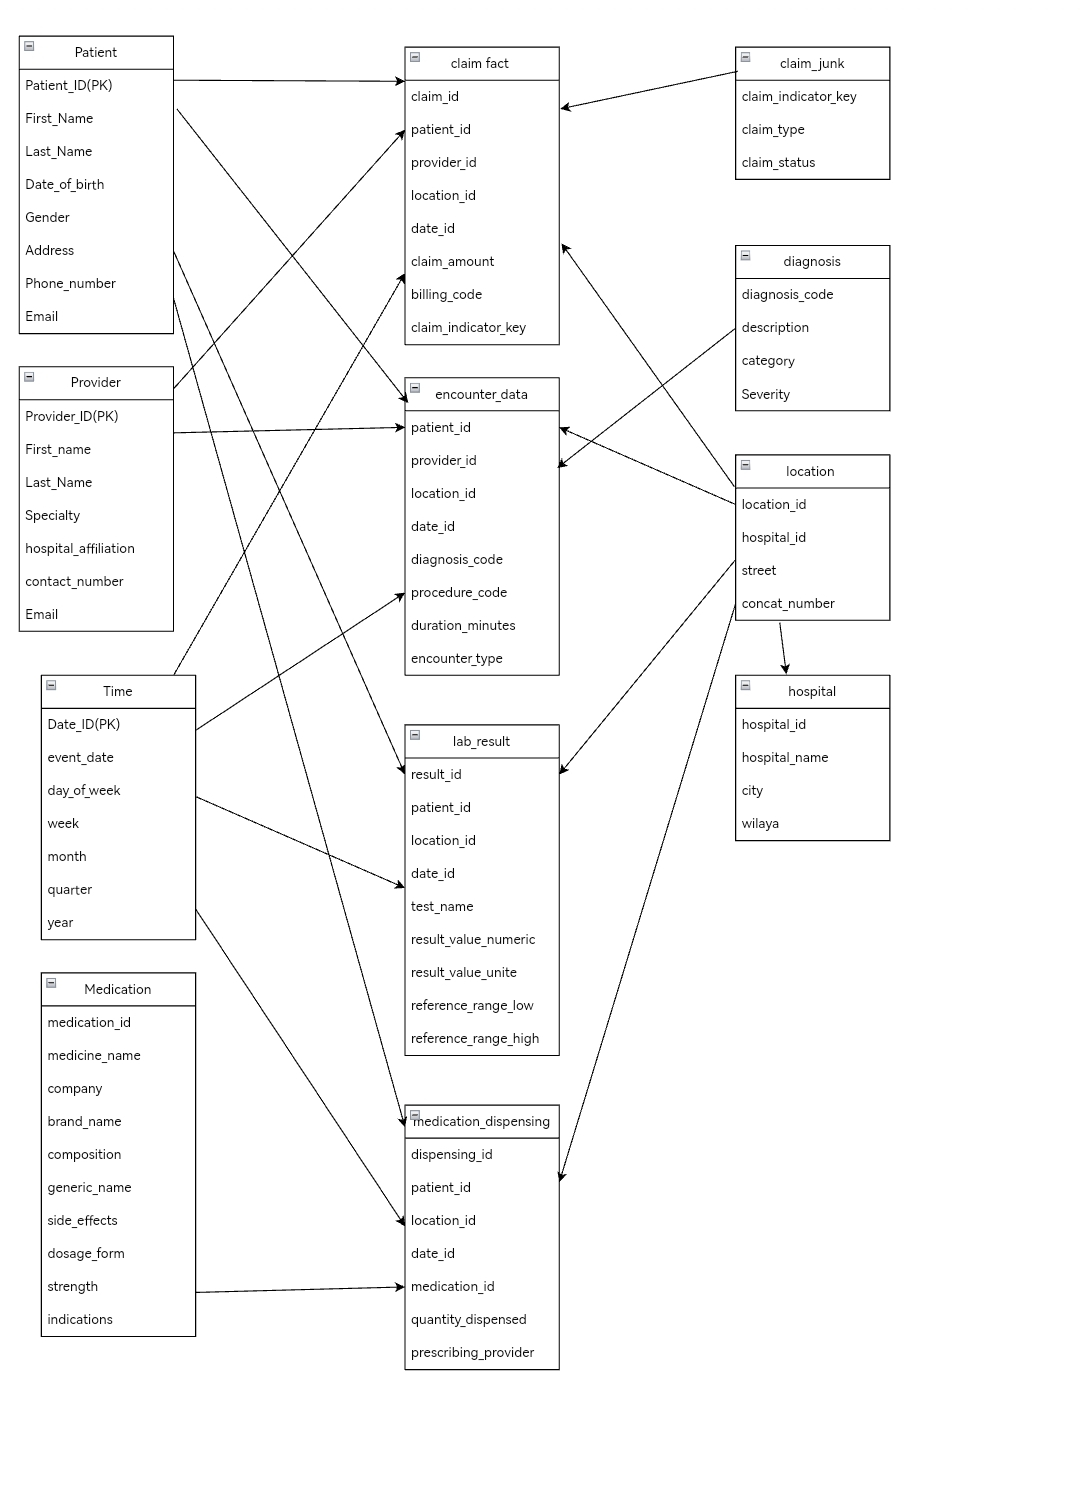 Patient
Patient_ID(PK)
First_Name
Last_Name
Date_of_birth
Gender
Address
Phone_number
Email
Provider
Provider_ID(PK)
First_name
Last_Name
Specialty
hospital_affiliation
contact_number
Email
Time
Date_ID(PK)
event_date
day_of_week
week
month
quarter
year
Medication
medication_id
medicine_name
company
brand_name
composition
generic_name
side_effects
dosage_form
strength
indications
claim fact
claim_id
patient_id
provider_id
location_id
date_id
claim_amount
billing_code
claim_indicator_key
encounter_data
patient_id
provider_id
location_id
date_id
diagnosis_code
procedure_code
duration_minutes
encounter_type
lab_result
result_id
patient_id
location_id
date_id
test_name
result_value_numeric
result_value_unite
reference_range_low
reference_range_high
medication_dispensing
dispensing_id
patient_id
location_id
date_id
medication_id
quantity_dispensed
prescribing_provider
claim_junk
claim_indicator_key
claim_type
claim_status
diagnosis
diagnosis_code
description
category
Severity
location
location_id
hospital_id
street
concat_number
hospital
hospital_id
hospital_name
city
wilaya